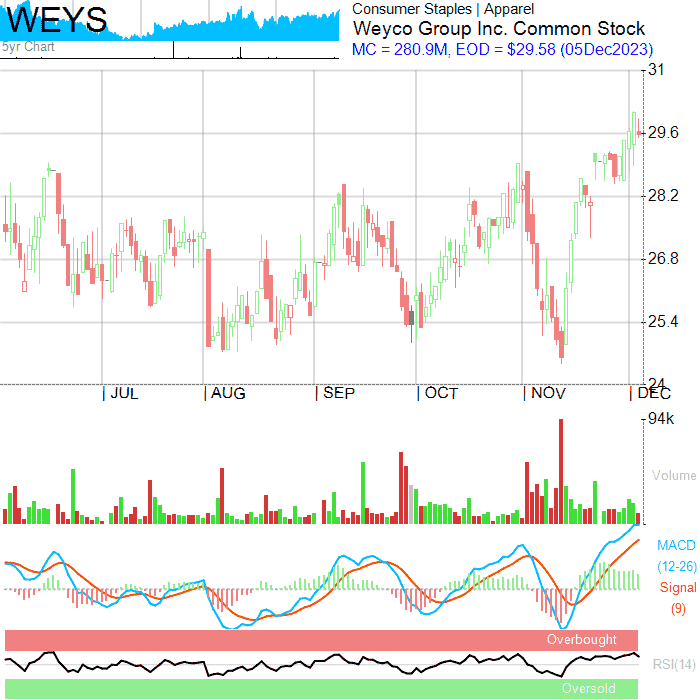 WEYS
5yr Chart
Consumer Staples | Apparel
Weyco Group Inc. Common Stock
MC = 280.9M, EOD = $29.58 (05Dec2023)
31
29.6
28.2
26.8
25.4
24
JUL AUG SEP OCT NOV DEC
94k
Volume
MACD
(12-26)
Signal
(9)
Overbought
RSI(14)
Oversold